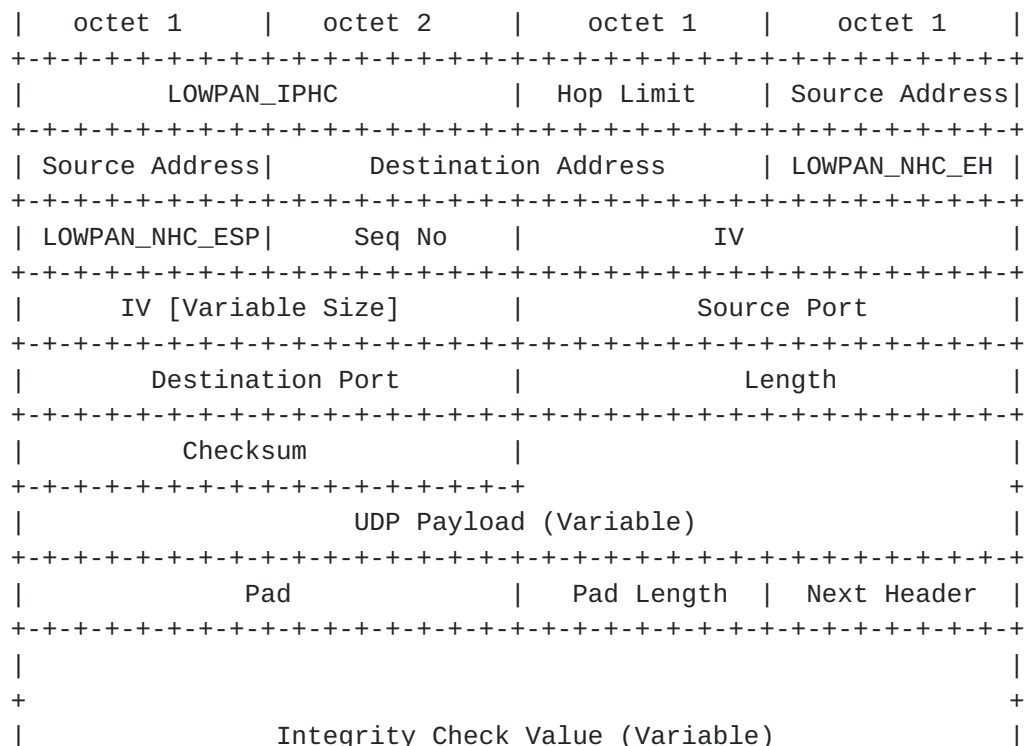 |   octet 1     |   octet 2     |    octet 1    |    octet 1    |
+-+-+-+-+-+-+-+-+-+-+-+-+-+-+-+-+-+-+-+-+-+-+-+-+-+-+-+-+-+-+-+-+
|         LOWPAN_IPHC           |  Hop Limit    | Source Address|
+-+-+-+-+-+-+-+-+-+-+-+-+-+-+-+-+-+-+-+-+-+-+-+-+-+-+-+-+-+-+-+-+
| Source Address|      Destination Address      | LOWPAN_NHC_EH |
+-+-+-+-+-+-+-+-+-+-+-+-+-+-+-+-+-+-+-+-+-+-+-+-+-+-+-+-+-+-+-+-+
| LOWPAN_NHC_ESP|     Seq No    |            IV                 |
+-+-+-+-+-+-+-+-+-+-+-+-+-+-+-+-+-+-+-+-+-+-+-+-+-+-+-+-+-+-+-+-+
|      IV [Variable Size]       |           Source Port         |
+-+-+-+-+-+-+-+-+-+-+-+-+-+-+-+-+-+-+-+-+-+-+-+-+-+-+-+-+-+-+-+-+
|        Destination Port       |              Length           |
+-+-+-+-+-+-+-+-+-+-+-+-+-+-+-+-+-+-+-+-+-+-+-+-+-+-+-+-+-+-+-+-+
|          Checksum             |                               |
+-+-+-+-+-+-+-+-+-+-+-+-+-+-+-+-+                               +
|                     UDP Payload (Variable)                    |
+-+-+-+-+-+-+-+-+-+-+-+-+-+-+-+-+-+-+-+-+-+-+-+-+-+-+-+-+-+-+-+-+
|              Pad              |   Pad Length  |  Next Header  |
+-+-+-+-+-+-+-+-+-+-+-+-+-+-+-+-+-+-+-+-+-+-+-+-+-+-+-+-+-+-+-+-+
|                                                               |
+                                                               +
|                Integrity Check Value (Variable)               |